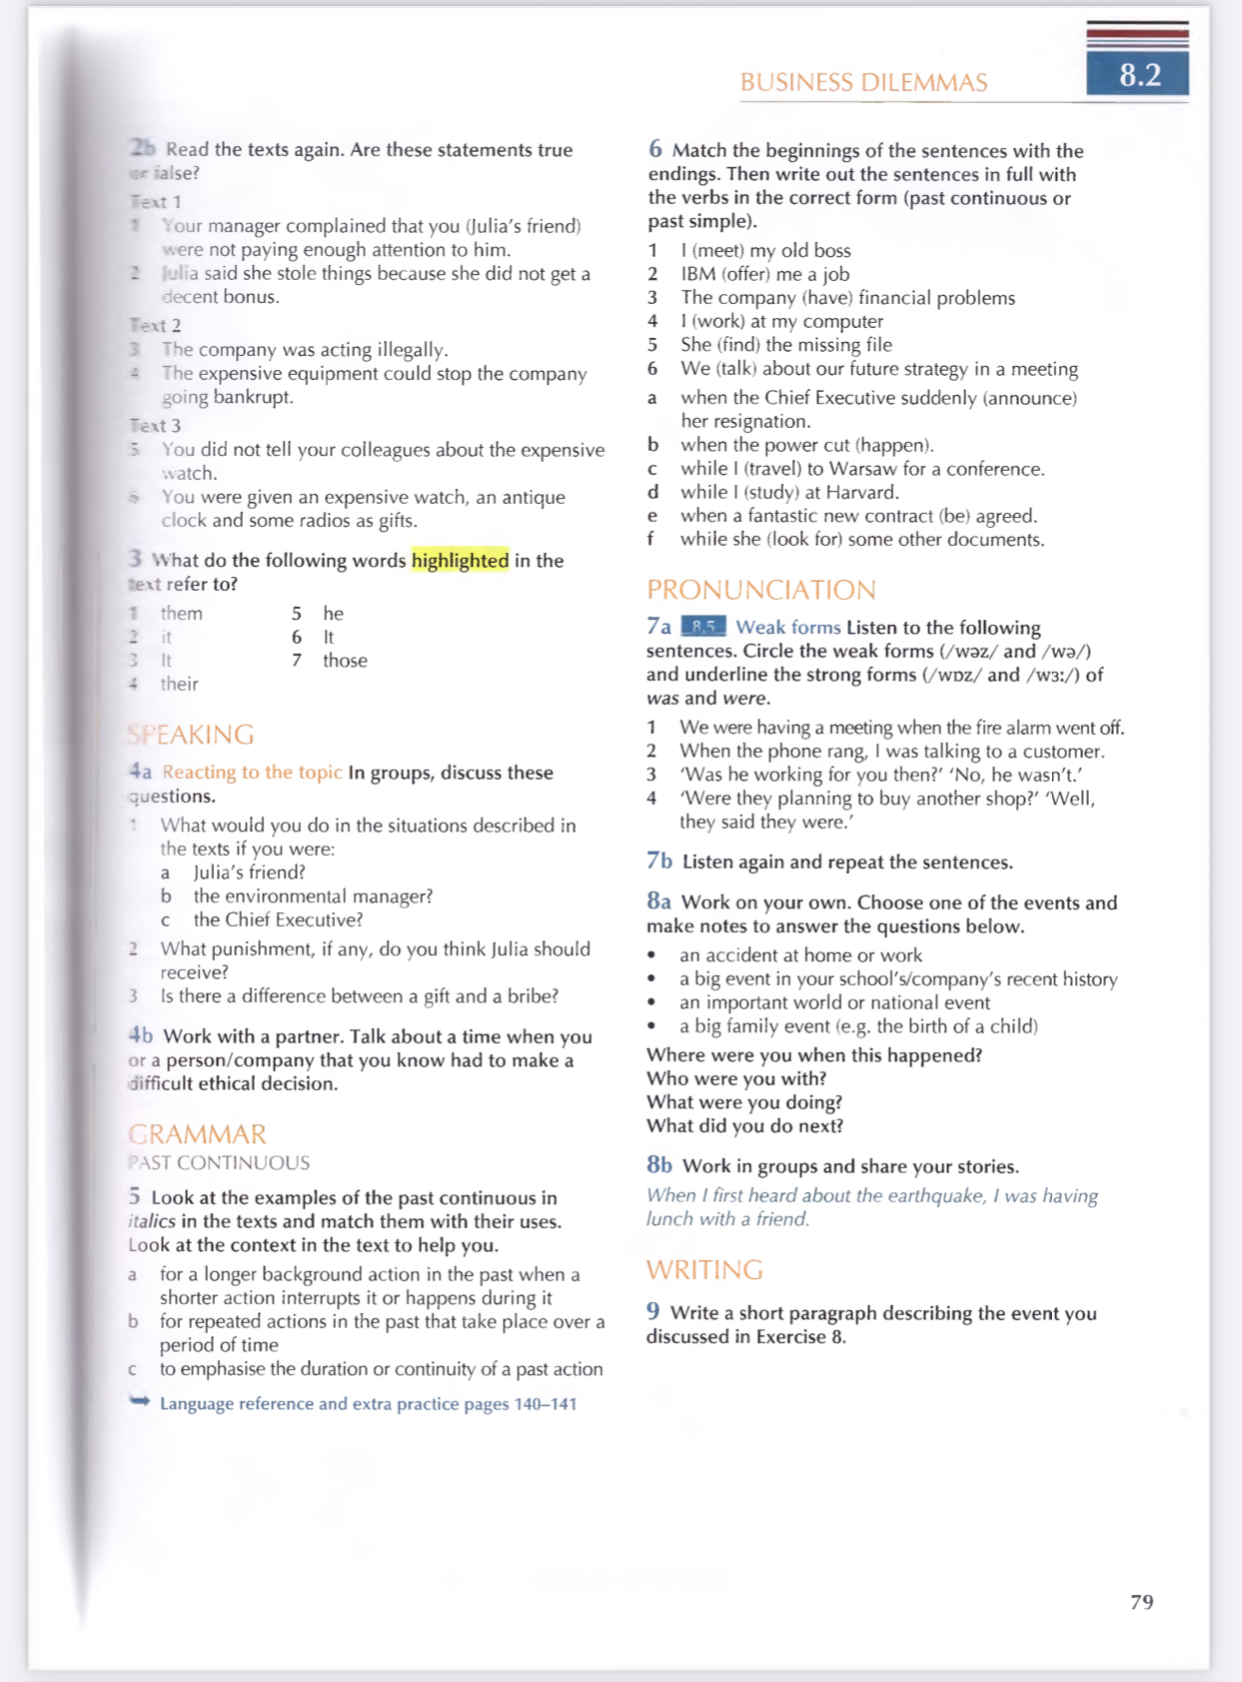 BUSINESS DILEMMAS
8.2
2b Read the texts again. Are these statements true
or false?
Text 1
1 Your manager complained that you (Julia's friend)
were not paying enough attention to him.
2 Julia said she stole things because she did not get a
decent bonus.
Text 2
3 The company was acting illegally.
4 The expensive equipment could stop the company
going bankrupt.
Text 3
5 You did not tell your colleagues about the expensive
watch.
6 You were given an expensive watch, an antique
clock and some radios as gifts.
3 What do the following words highlighted in the
text refer to?
1 them
2 it
3 It
4 their
5 he
6 It
7 those
SPEAKING
4a Reacting to the topic In groups, discuss these
questions.
1 What would you do in the situations described in
the texts if you were:
a Julia's friend?
b the environmental manager?
c the Chief Executive?
2 What punishment, if any, do you think Julia should
receive?
3 Is there a difference between a gift and a bribe?
4b Work with a partner. Talk about a time when you
or a person/company that you know had to make a
difficult ethical decision.
GRAMMAR
PAST CONTINUOUS
5 Look at the examples of the past continuous in
italics in the texts and match them with their uses.
Look at the context in the text to help you.
a for a longer background action in the past when a
shorter action interrupts it or happens during it
b for repeated actions in the past that take place over a
period of time
c to emphasise the duration or continuity of a past action
➡ Language reference and extra practice pages 140–141
6 Match the beginnings of the sentences with the
endings. Then write out the sentences in full with
the verbs in the correct form (past continuous or
past simple).
1 I (meet) my old boss
2 IBM (offer) me a job
3 The company (have) financial problems
4 I (work) at my computer
5 She (find) the missing file
6 We (talk) about our future strategy in a meeting
a when the Chief Executive suddenly (announce)
her resignation.
b when the power cut (happen).
c while I (travel) to Warsaw for a conference.
d while I (study) at Harvard.
e when a fantastic new contract (be) agreed.
f while she (look for) some other documents.
PRONUNCIATION
7a 8.5 Weak forms Listen to the following
sentences. Circle the weak forms (/wəz/ and /wə/)
and underline the strong forms (/wɒz/ and /wɜː/) of
was and were.
1 We were having a meeting when the fire alarm went off.
2 When the phone rang, I was talking to a customer.
3 'Was he working for you then?' 'No, he wasn't.'
4 'Were they planning to buy another shop?' 'Well,
they said they were.'
7b Listen again and repeat the sentences.
8a Work on your own. Choose one of the events and
make notes to answer the questions below.
• an accident at home or work
• a big event in your school's/company's recent history
• an important world or national event
• a big family event (e.g. the birth of a child)
Where were you when this happened?
Who were you with?
What were you doing?
What did you do next?
8b Work in groups and share your stories.
When I first heard about the earthquake, I was having
lunch with a friend.
WRITING
9 Write a short paragraph describing the event you
discussed in Exercise 8.
79